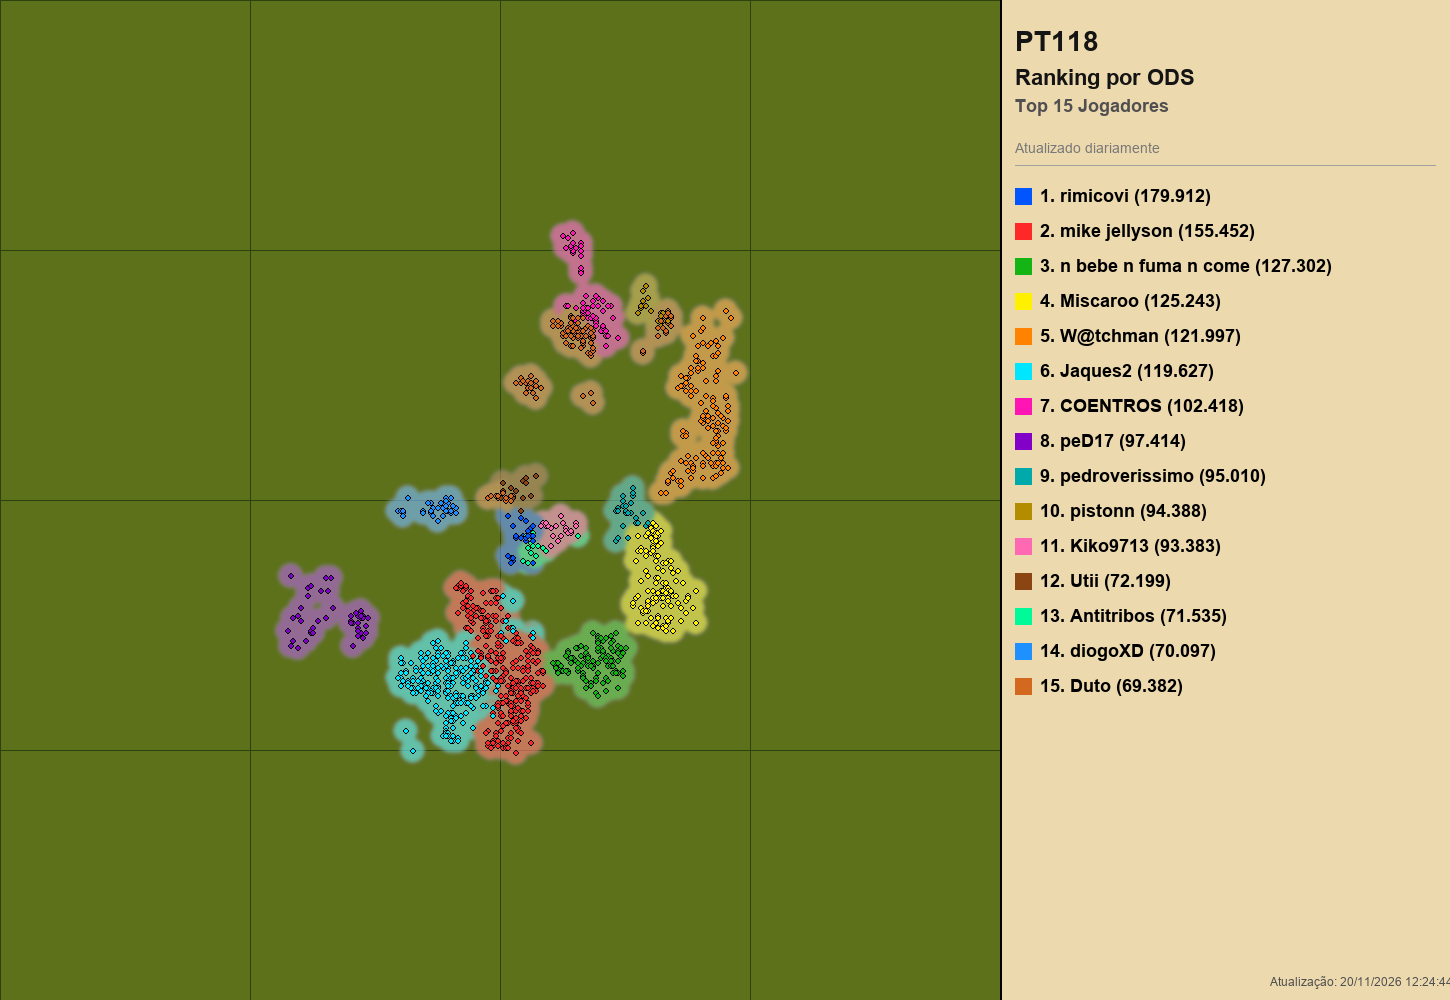 PT118
Ranking por ODS
Top 15 Jogadores
Atualizado diariamente
1. rimicovi (179.912)
2. mike jellyson (155.452)
3. n bebe n fuma n come (127.302)
4. Miscaroo (125.243)
5. W@tchman (121.997)
6. Jaques2 (119.627)
7. COENTROS (102.418)
8. peD17 (97.414)
9. pedroverissimo (95.010)
10. pistonn (94.388)
11. Kiko9713 (93.383)
12. Utii (72.199)
13. Antitribos (71.535)
14. diogoXD (70.097)
15. Duto (69.382)
Atualização: 20/11/2026 12:24:44